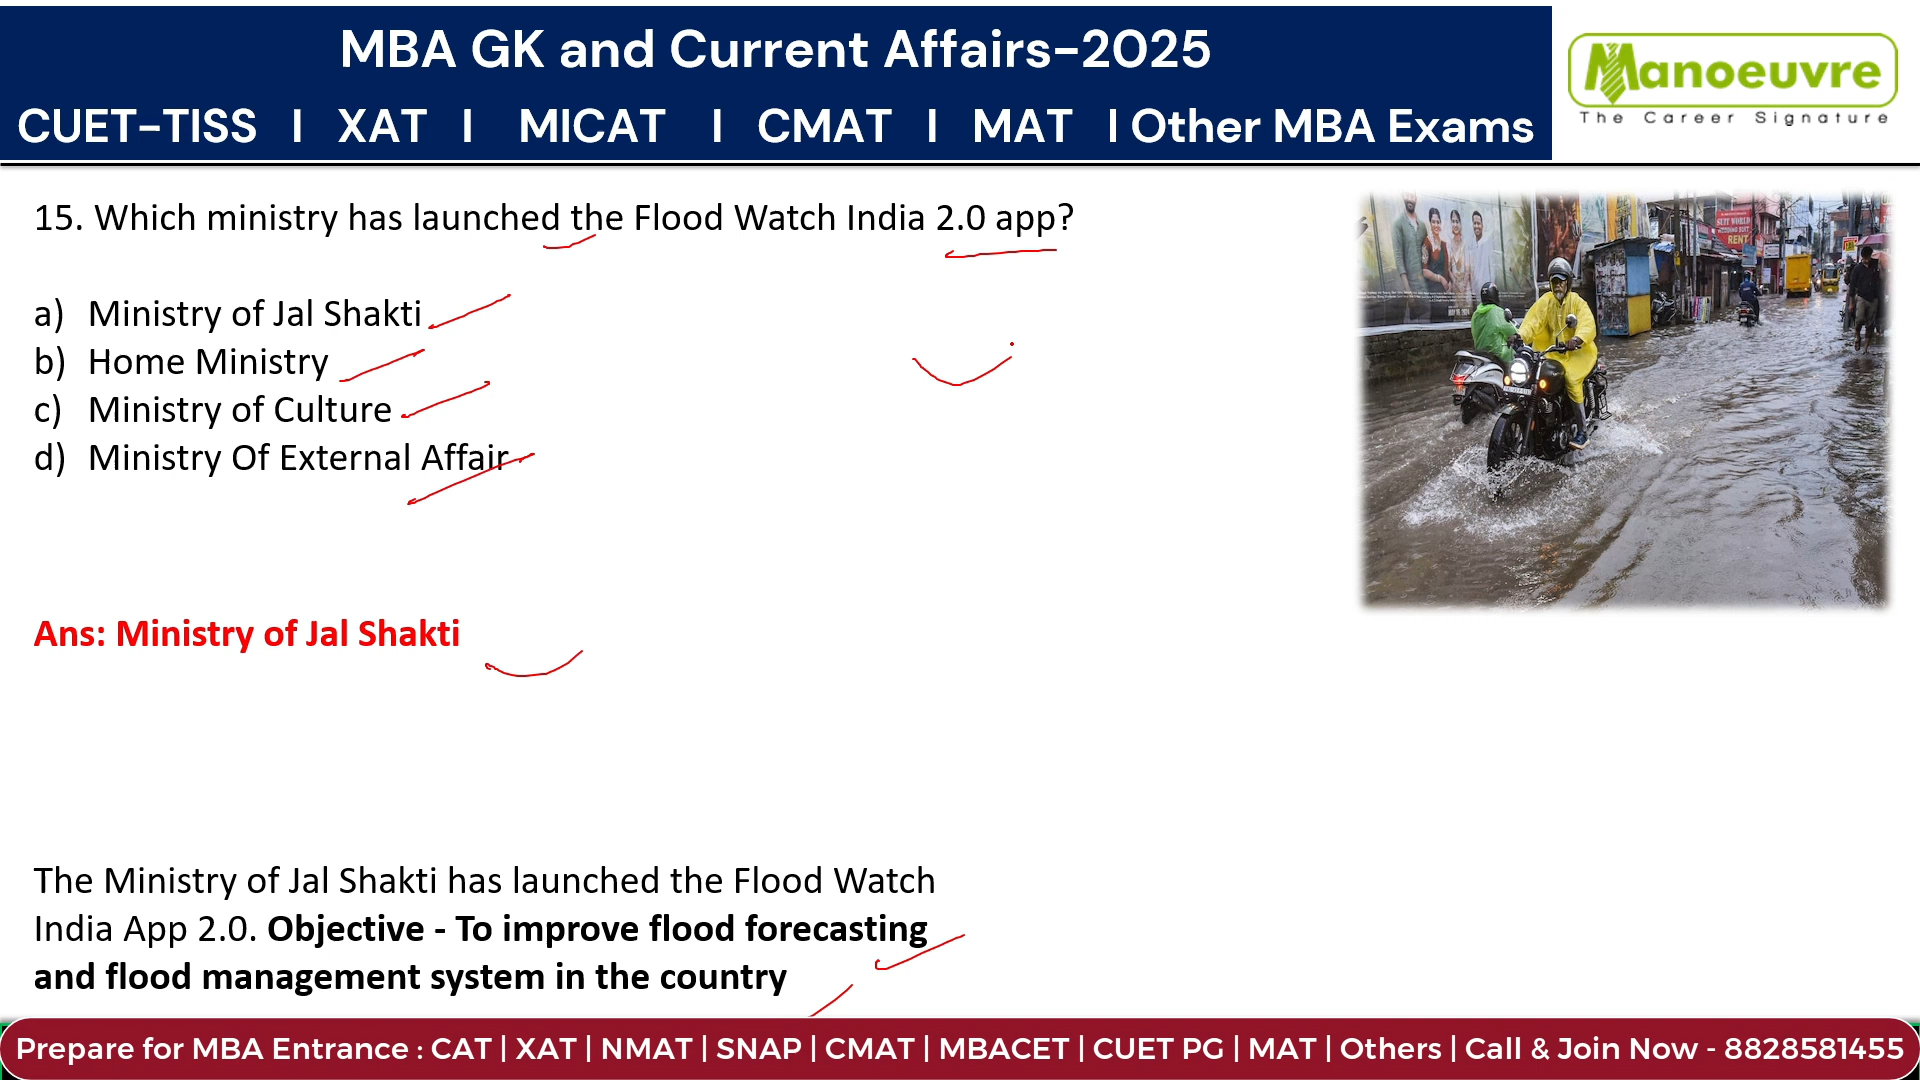 MBA GK and Current Affairs-2025
CUET-TISS I XAT I MICAT I CMAT I MAT I Other MBA Exams
Manoeuvre
The Career Signature
15. Which ministry has launched the Flood Watch India 2.0 app?
a) Ministry of Jal Shakti
b) Home Ministry
c) Ministry of Culture
d) Ministry Of External Affair
SUIT WORLD
RENT
Ans: Ministry of Jal Shakti
The Ministry of Jal Shakti has launched the Flood Watch
India App 2.0. Objective - To improve flood forecasting
and flood management system in the country
Prepare for MBA Entrance : CAT | XAT | NMAT | SNAP | CMAT | MBACET | CUET PG | MAT | Others | Call & Join Now - 8828581455